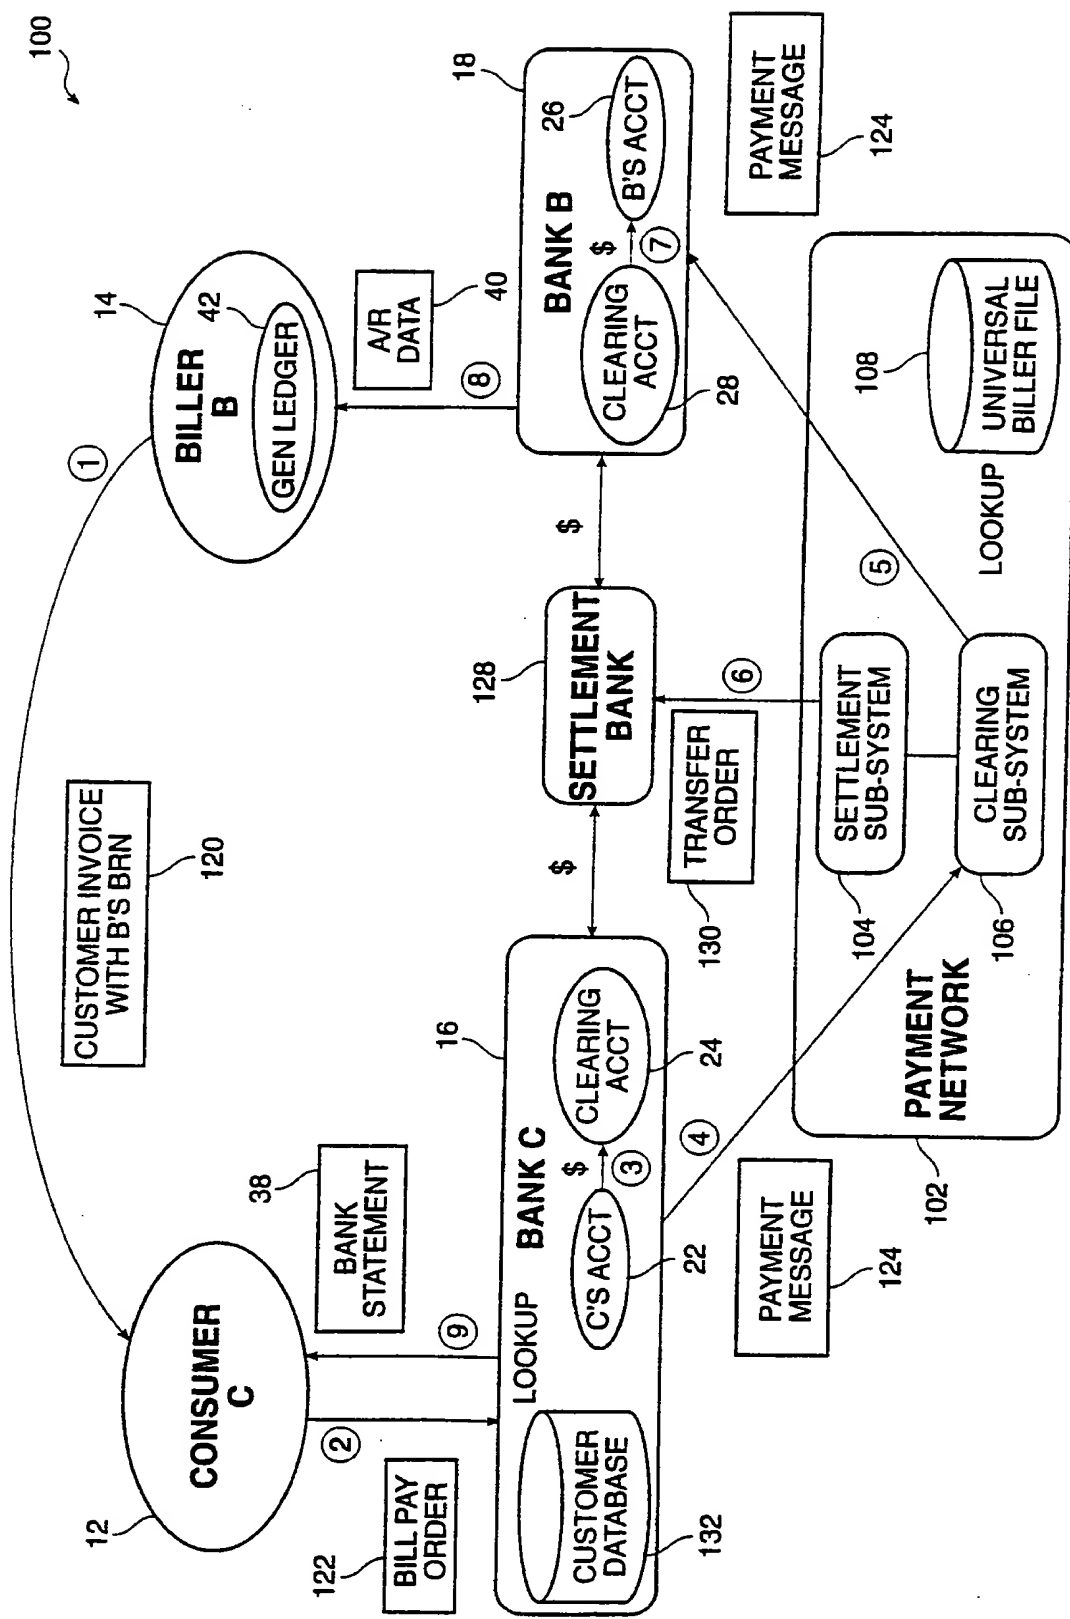 100
1
CUSTOMER INVOICE
WITH B'S BRN
120
CONSUMER
C
12
BILLER
B
14
GEN LEDGER
42
2
BILL PAY
ORDER
122
9
BANK
STATEMENT
38
8
A/R
DATA
40
LOOKUP
BANK C
16
CUSTOMER
DATABASE
132
C'S ACCT
22
$
3
CLEARING
ACCT
24
$
SETTLEMENT
BANK
128
$
BANK B
18
CLEARING
ACCT
28
$
7
B'S ACCT
26
PAYMENT
MESSAGE
124
4
TRANSFER
ORDER
130
6
5
PAYMENT
MESSAGE
124
PAYMENT
NETWORK
102
SETTLEMENT
SUB-SYSTEM
104
CLEARING
SUB-SYSTEM
106
LOOKUP
UNIVERSAL
BILLER FILE
108